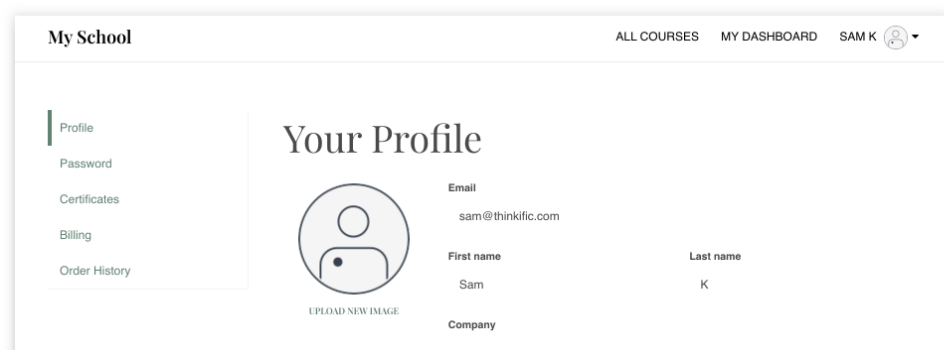 My School
ALL COURSES MY DASHBOARD SAM K
Profile
Password
Certificates
Billing
Order History
Your Profile
UPLOAD NEW IMAGE
Email
sam@thinkific.com
First name Last name
Sam K
Company